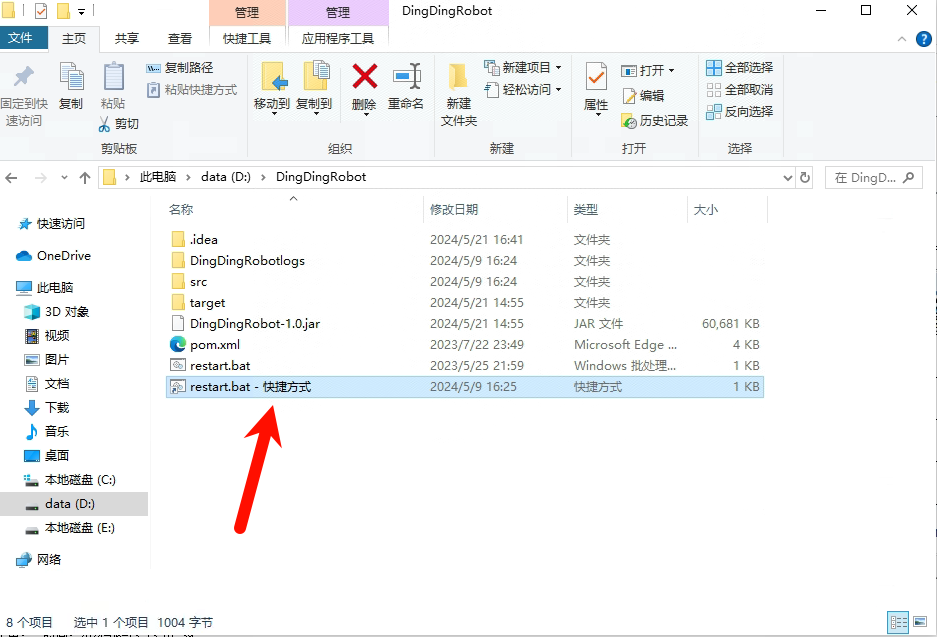 管理 管理 DingDingRobot
文件 主页 共享 查看 快捷工具 应用程序工具
固定到快速访问
复制
粘贴
复制路径
粘贴快捷方式
剪切
剪贴板
移动到 复制到 删除 重命名
组织
新建
文件夹
新建项目
轻松访问
新建
属性
打开
编辑
历史记录
打开
全部选择
全部取消
反向选择
选择
此电脑 data (D:) DingDingRobot 在 DingD...
快速访问
OneDrive
此电脑
3D 对象
视频
图片
文档
下载
音乐
桌面
本地磁盘 (C:)
data (D:)
本地磁盘 (E:)
网络
名称 修改日期 类型 大小
.idea 2024/5/21 16:41 文件夹
DingDingRobotlogs 2024/5/9 16:24 文件夹
src 2024/5/9 16:24 文件夹
target 2024/5/21 14:55 文件夹
DingDingRobot-1.0.jar 2024/5/21 14:55 JAR 文件 60,681 KB
pom.xml 2023/7/22 23:49 Microsoft Edge ... 4 KB
restart.bat 2023/5/25 21:59 Windows 批处理... 1 KB
restart.bat - 快捷方式 2024/5/9 16:25 快捷方式 1 KB
8 个项目 选中 1 个项目 1004 字节